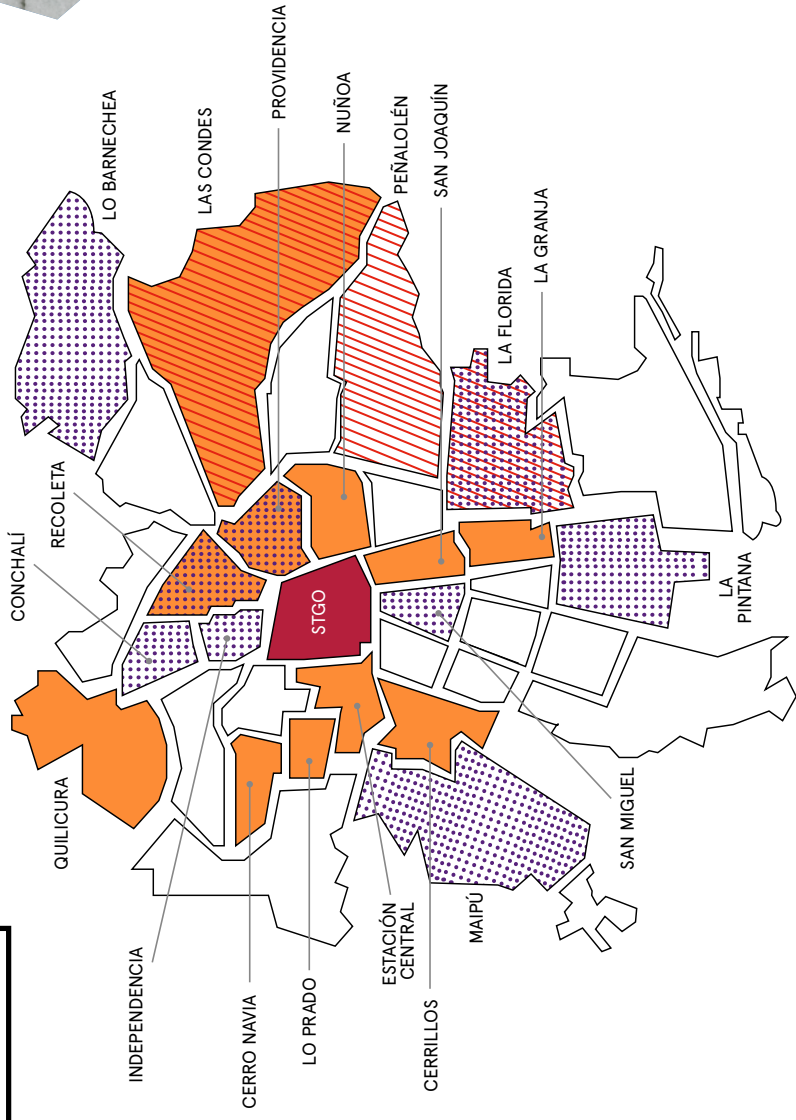 LO BARNECHEA
LAS CONDES
PROVIDENCIA
NUÑOA
PEÑALOLÉN
SAN JOAQUÍN
LA GRANJA
LA FLORIDA
RECOLETA
CONCHALÍ
STGO
LA
PINTANA
QUILICURA
SAN MIGUEL
MAIPÚ
ESTACIÓN
CENTRAL
INDEPENDENCIA
CERRO NAVIA
LO PRADO
CERRILLOS